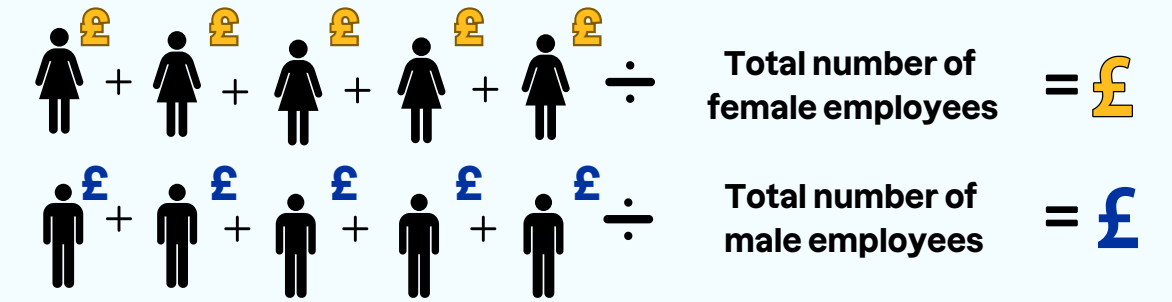 £ £ £ £ £
+ + + + ÷
Total number of
female employees
= £
£ £ £ £ £
+ + + + ÷
Total number of
male employees
= £